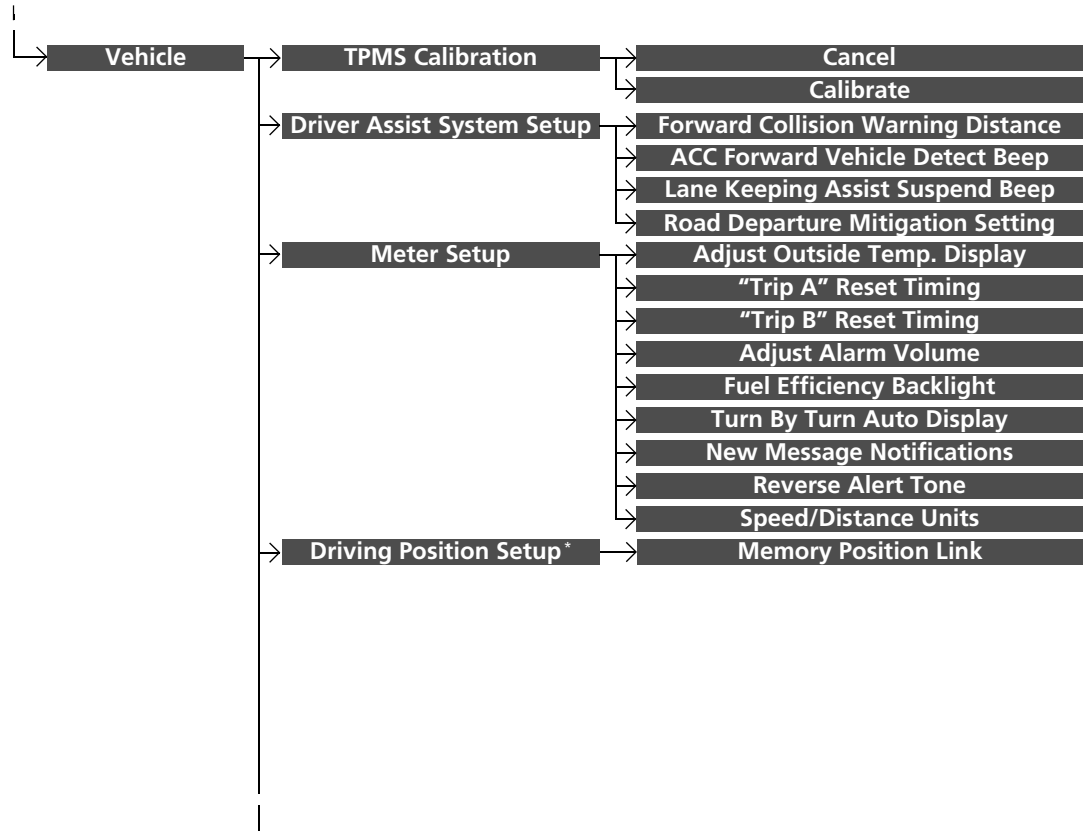 Vehicle
TPMS Calibration
Cancel
Calibrate
Driver Assist System Setup
Forward Collision Warning Distance
ACC Forward Vehicle Detect Beep
Lane Keeping Assist Suspend Beep
Road Departure Mitigation Setting
Meter Setup
Adjust Outside Temp. Display
“Trip A” Reset Timing
“Trip B” Reset Timing
Adjust Alarm Volume
Fuel Efficiency Backlight
Turn By Turn Auto Display
New Message Notifications
Reverse Alert Tone
Speed/Distance Units
Driving Position Setup*
Memory Position Link